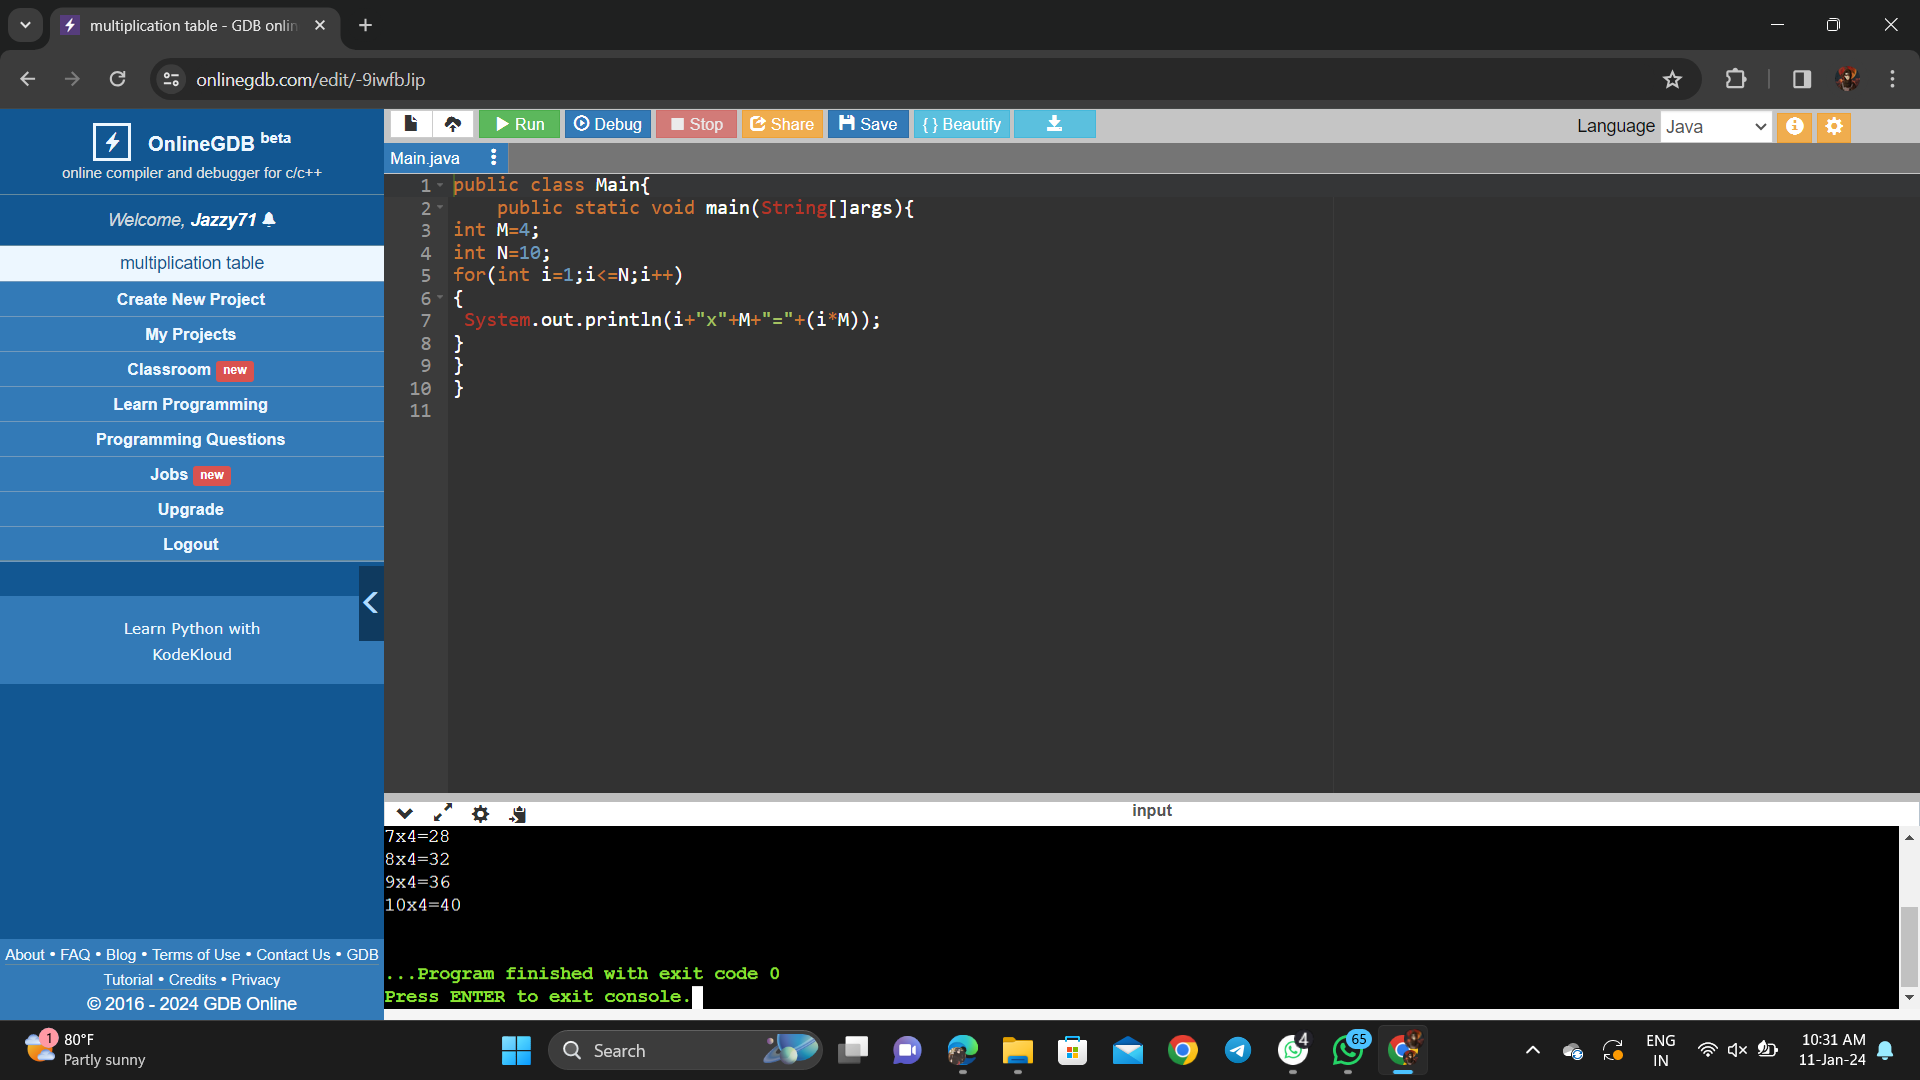 multiplication table - GDB onlin
onlinegdb.com/edit/-9iwfbJip
OnlineGDB beta
online compiler and debugger for c/c++
Welcome, Jazzy71
multiplication table
Create New Project
My Projects
Classroom new
Learn Programming
Programming Questions
Jobs new
Upgrade
Logout
Learn Python with
KodeKloud
About • FAQ • Blog • Terms of Use • Contact Us • GDB
Tutorial • Credits • Privacy
© 2016 - 2024 GDB Online
Run Debug Stop Share Save { } Beautify
Language Java
Main.java
1 public class Main{
2 public static void main(String[]args){
3 int M=4;
4 int N=10;
5 for(int i=1;i<=N;i++)
6 {
7 System.out.println(i+"x"+M+"="+(i*M));
8 }
9 }
10 }
11
input
7x4=28
8x4=32
9x4=36
10x4=40
...Program finished with exit code 0
Press ENTER to exit console.
1
80°F
Partly sunny
Search
4
65
ENG
IN
10:31 AM
11-Jan-24